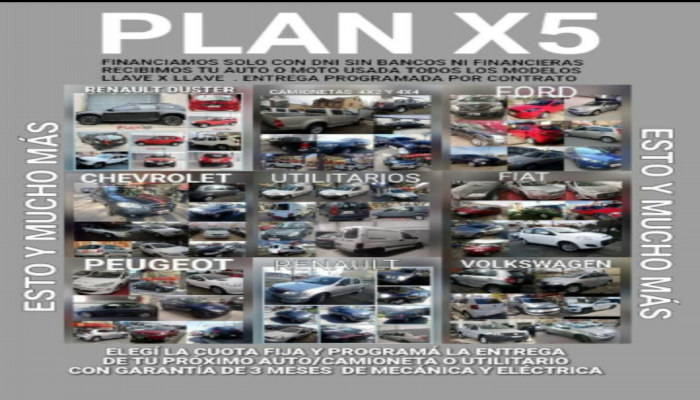 PLAN X5
FINANCIAMOS SOLO CON DNI SIN BANCOS NI FINANCIERAS
RECIBIMOS TU AUTO O MOTO USADA TODOS LOS MODELOS
LLAVE X LLAVE . ENTREGA PROGRAMADA POR CONTRATO
RENAULT DUSTER
CAMIONETAS 4X2 Y 4X4
FORD
ESTO Y MUCHO MÁS
ESTO Y MUCHO MÁS
CHEVROLET
UTILITARIOS
FIAT
PEUGEOT
RENAULT
VOLKSWAGEN
ELEGÍ LA CUOTA FIJA Y PROGRAMÁ LA ENTREGA
DE TU PROXIMO AUTO/CAMIONETA O UTILITARIO
CON GARANTÍA DE 3 MESES DE MECÁNICA Y ELÉCTRICA